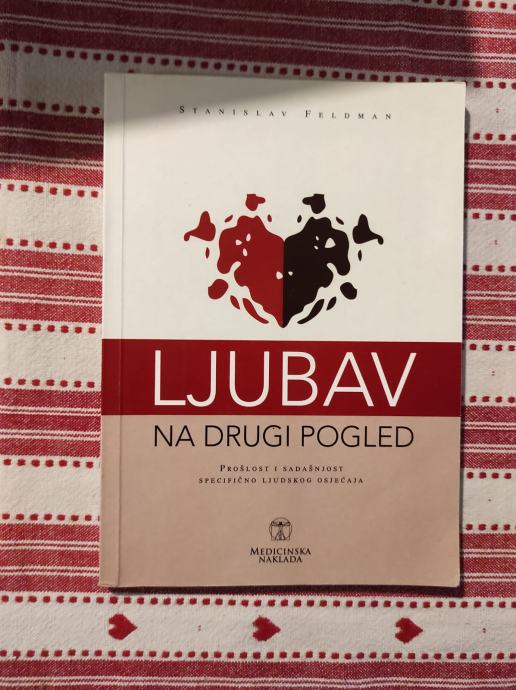 STANISLAV FELDMAN
LJUBAV
NA DRUGI POGLED
PROŠLOST I SADAŠNJOST
SPECIFIČNO LJUDSKOG OSJEĆAJA
MEDICINSKA
NAKLADA